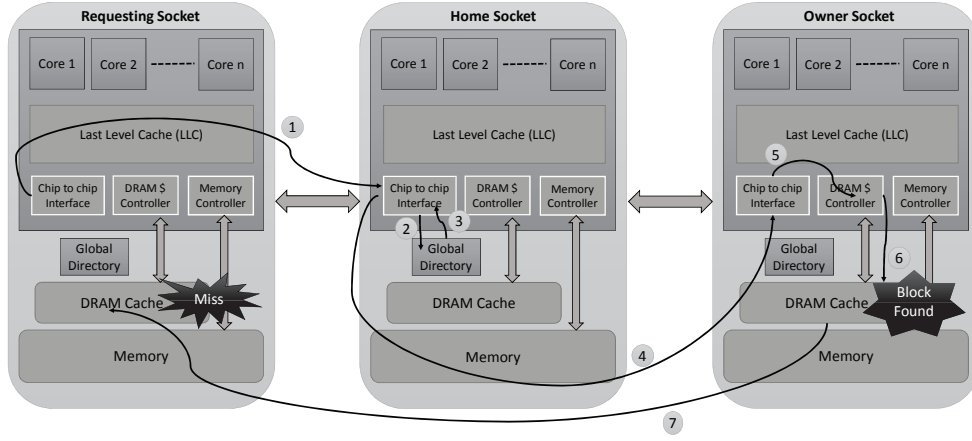 Requesting Socket
Core 1
Core 2
Core n
Last Level Cache (LLC)
Chip to chip
Interface
DRAM $
Controller
Memory
Controller
Global
Directory
DRAM Cache
Miss
Memory
1
Home Socket
Core 1
Core 2
Core n
Last Level Cache (LLC)
Chip to chip
Interface
DRAM $
Controller
Memory
Controller
2
3
Global
Directory
DRAM Cache
Memory
4
Owner Socket
Core 1
Core 2
Core n
Last Level Cache (LLC)
5
Chip to chip
Interface
DRAM $
Controller
Memory
Controller
Global
Directory
6
DRAM Cache
Block
Found
Memory
7